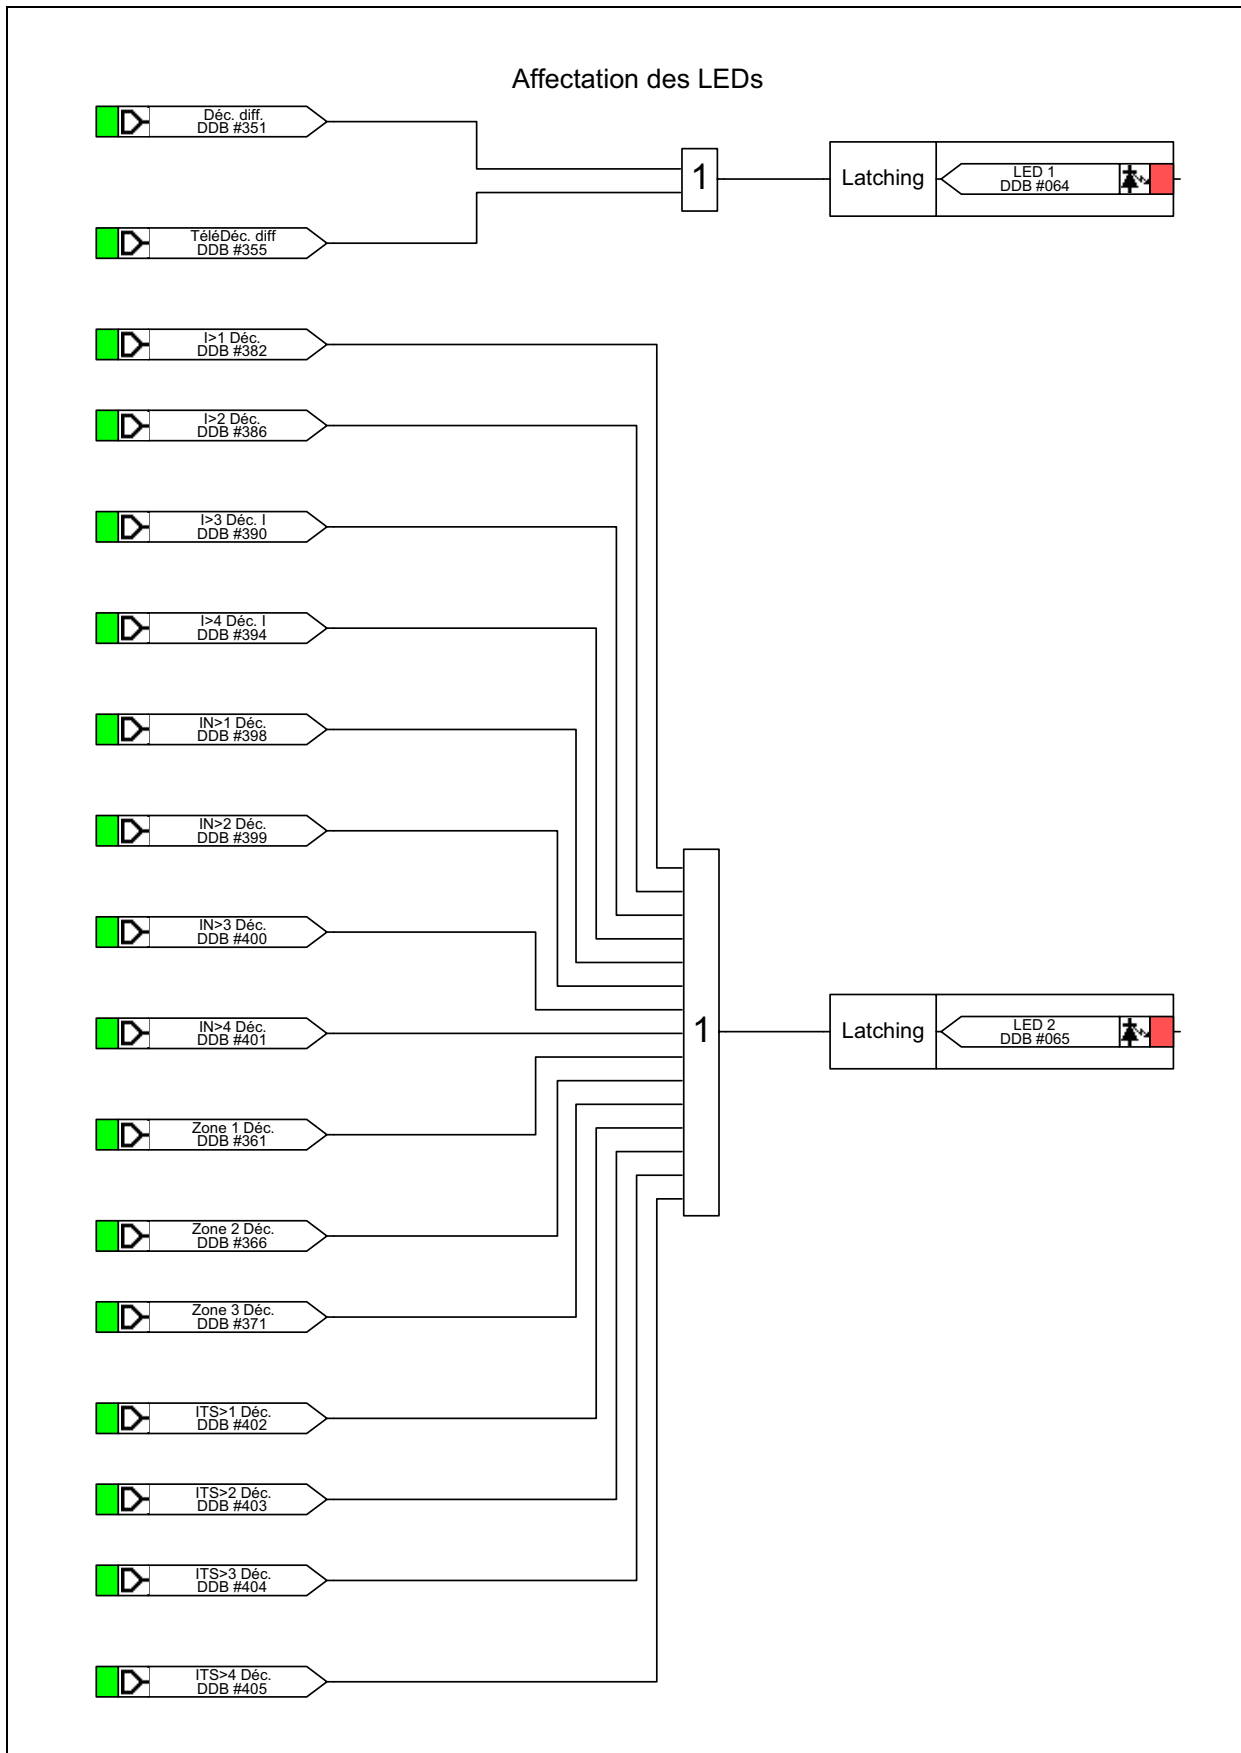 Affectation des LEDs
Déc. diff.
DDB #351
1
Latching
LED 1
DDB #064
TéléDéc. diff
DDB #355
I>1 Déc.
DDB #382
I>2 Déc.
DDB #386
I>3 Déc. I
DDB #390
I>4 Déc. I
DDB #394
IN>1 Déc.
DDB #398
IN>2 Déc.
DDB #399
IN>3 Déc.
DDB #400
IN>4 Déc.
DDB #401
1
Latching
LED 2
DDB #065
Zone 1 Déc.
DDB #361
Zone 2 Déc.
DDB #366
Zone 3 Déc.
DDB #371
ITS>1 Déc.
DDB #402
ITS>2 Déc.
DDB #403
ITS>3 Déc.
DDB #404
ITS>4 Déc.
DDB #405